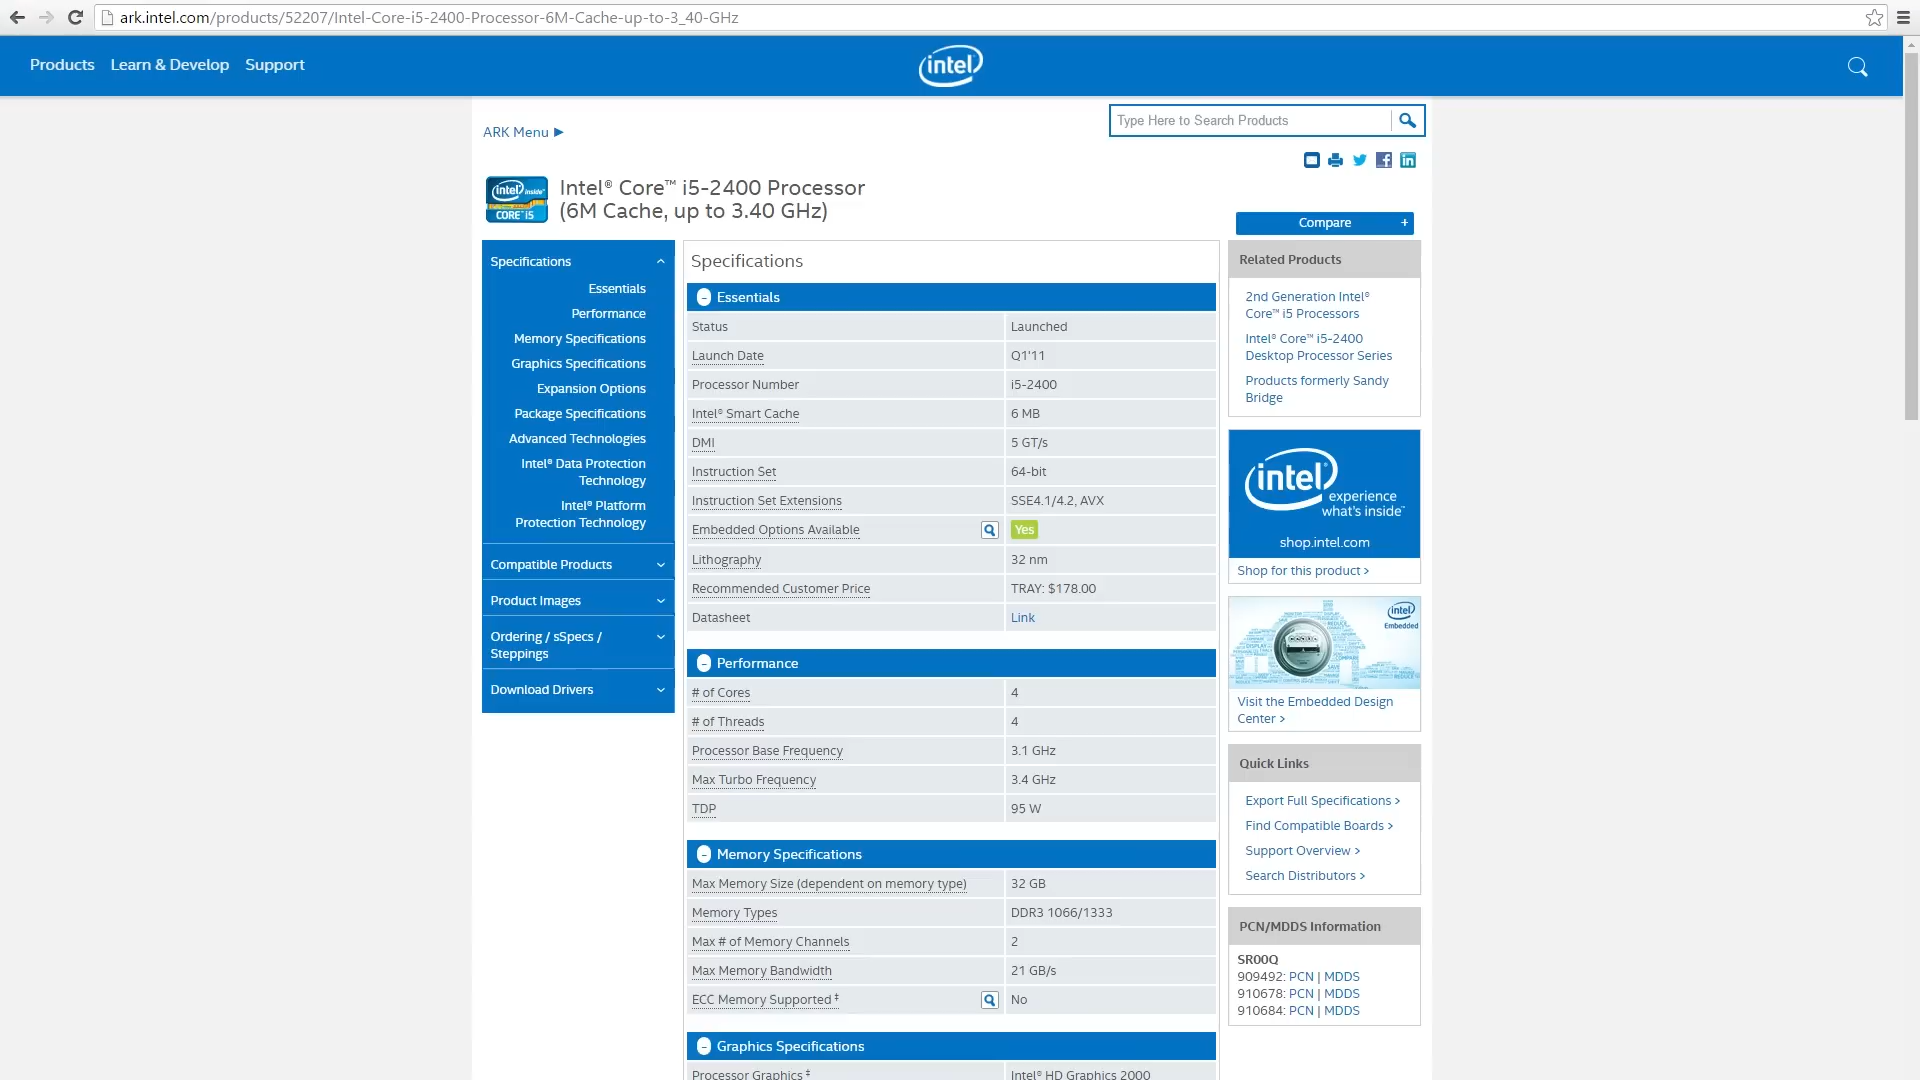 ark.intel.com/products/52207/Intel-Core-i5-2400-Processor-6M-Cache-up-to-3_40-GHz
Products Learn & Develop Support
intel
ARK Menu ►
Type Here to Search Products
intel inside™
CORE™ i5
Intel® Core™ i5-2400 Processor
(6M Cache, up to 3.40 GHz)
Compare +
Specifications
Essentials
Performance
Memory Specifications
Graphics Specifications
Expansion Options
Package Specifications
Advanced Technologies
Intel® Data Protection
Technology
Intel® Platform
Protection Technology
Compatible Products
Product Images
Ordering / sSpecs /
Steppings
Download Drivers
Specifications
- Essentials
Status Launched
Launch Date Q1'11
Processor Number i5-2400
Intel® Smart Cache 6 MB
DMI 5 GT/s
Instruction Set 64-bit
Instruction Set Extensions SSE4.1/4.2, AVX
Embedded Options Available Yes
Lithography 32 nm
Recommended Customer Price TRAY: $178.00
Datasheet Link
- Performance
# of Cores 4
# of Threads 4
Processor Base Frequency 3.1 GHz
Max Turbo Frequency 3.4 GHz
TDP 95 W
- Memory Specifications
Max Memory Size (dependent on memory type) 32 GB
Memory Types DDR3 1066/1333
Max # of Memory Channels 2
Max Memory Bandwidth 21 GB/s
ECC Memory Supported ‡ No
- Graphics Specifications
Processor Graphics ‡ Intel® HD Graphics 2000
Related Products
2nd Generation Intel®
Core™ i5 Processors
Intel® Core™ i5-2400
Desktop Processor Series
Products formerly Sandy
Bridge
intel
experience
what's inside™
shop.intel.com
Shop for this product >
intel
Embedded
Visit the Embedded Design
Center >
Quick Links
Export Full Specifications >
Find Compatible Boards >
Support Overview >
Search Distributors >
PCN/MDDS Information
SR00Q
909492: PCN | MDDS
910678: PCN | MDDS
910684: PCN | MDDS